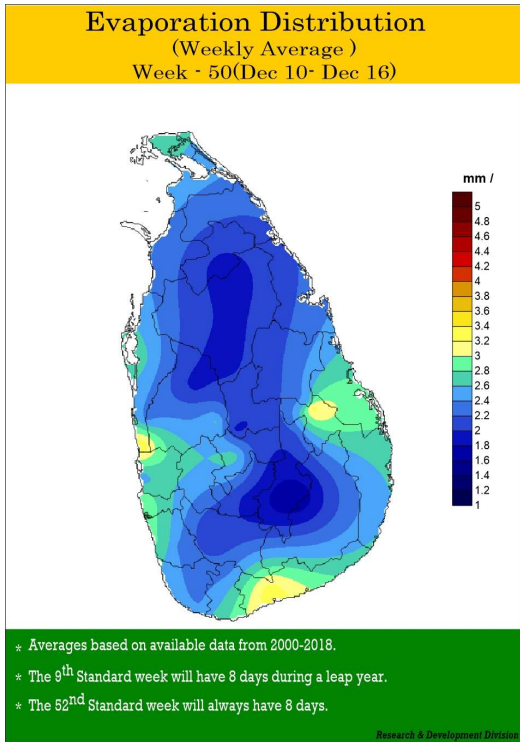 Evaporation Distribution
(Weekly Average )
Week - 50(Dec 10- Dec 16)
mm /
5
4.8
4.6
4.4
4.2
4
3.8
3.6
3.4
3.2
3
2.8
2.6
2.4
2.2
2
1.8
1.6
1.4
1.2
1
* Averages based on available data from 2000-2018.
* The 9th Standard week will have 8 days during a leap year.
* The 52nd Standard week will always have 8 days.
Research & Development Division